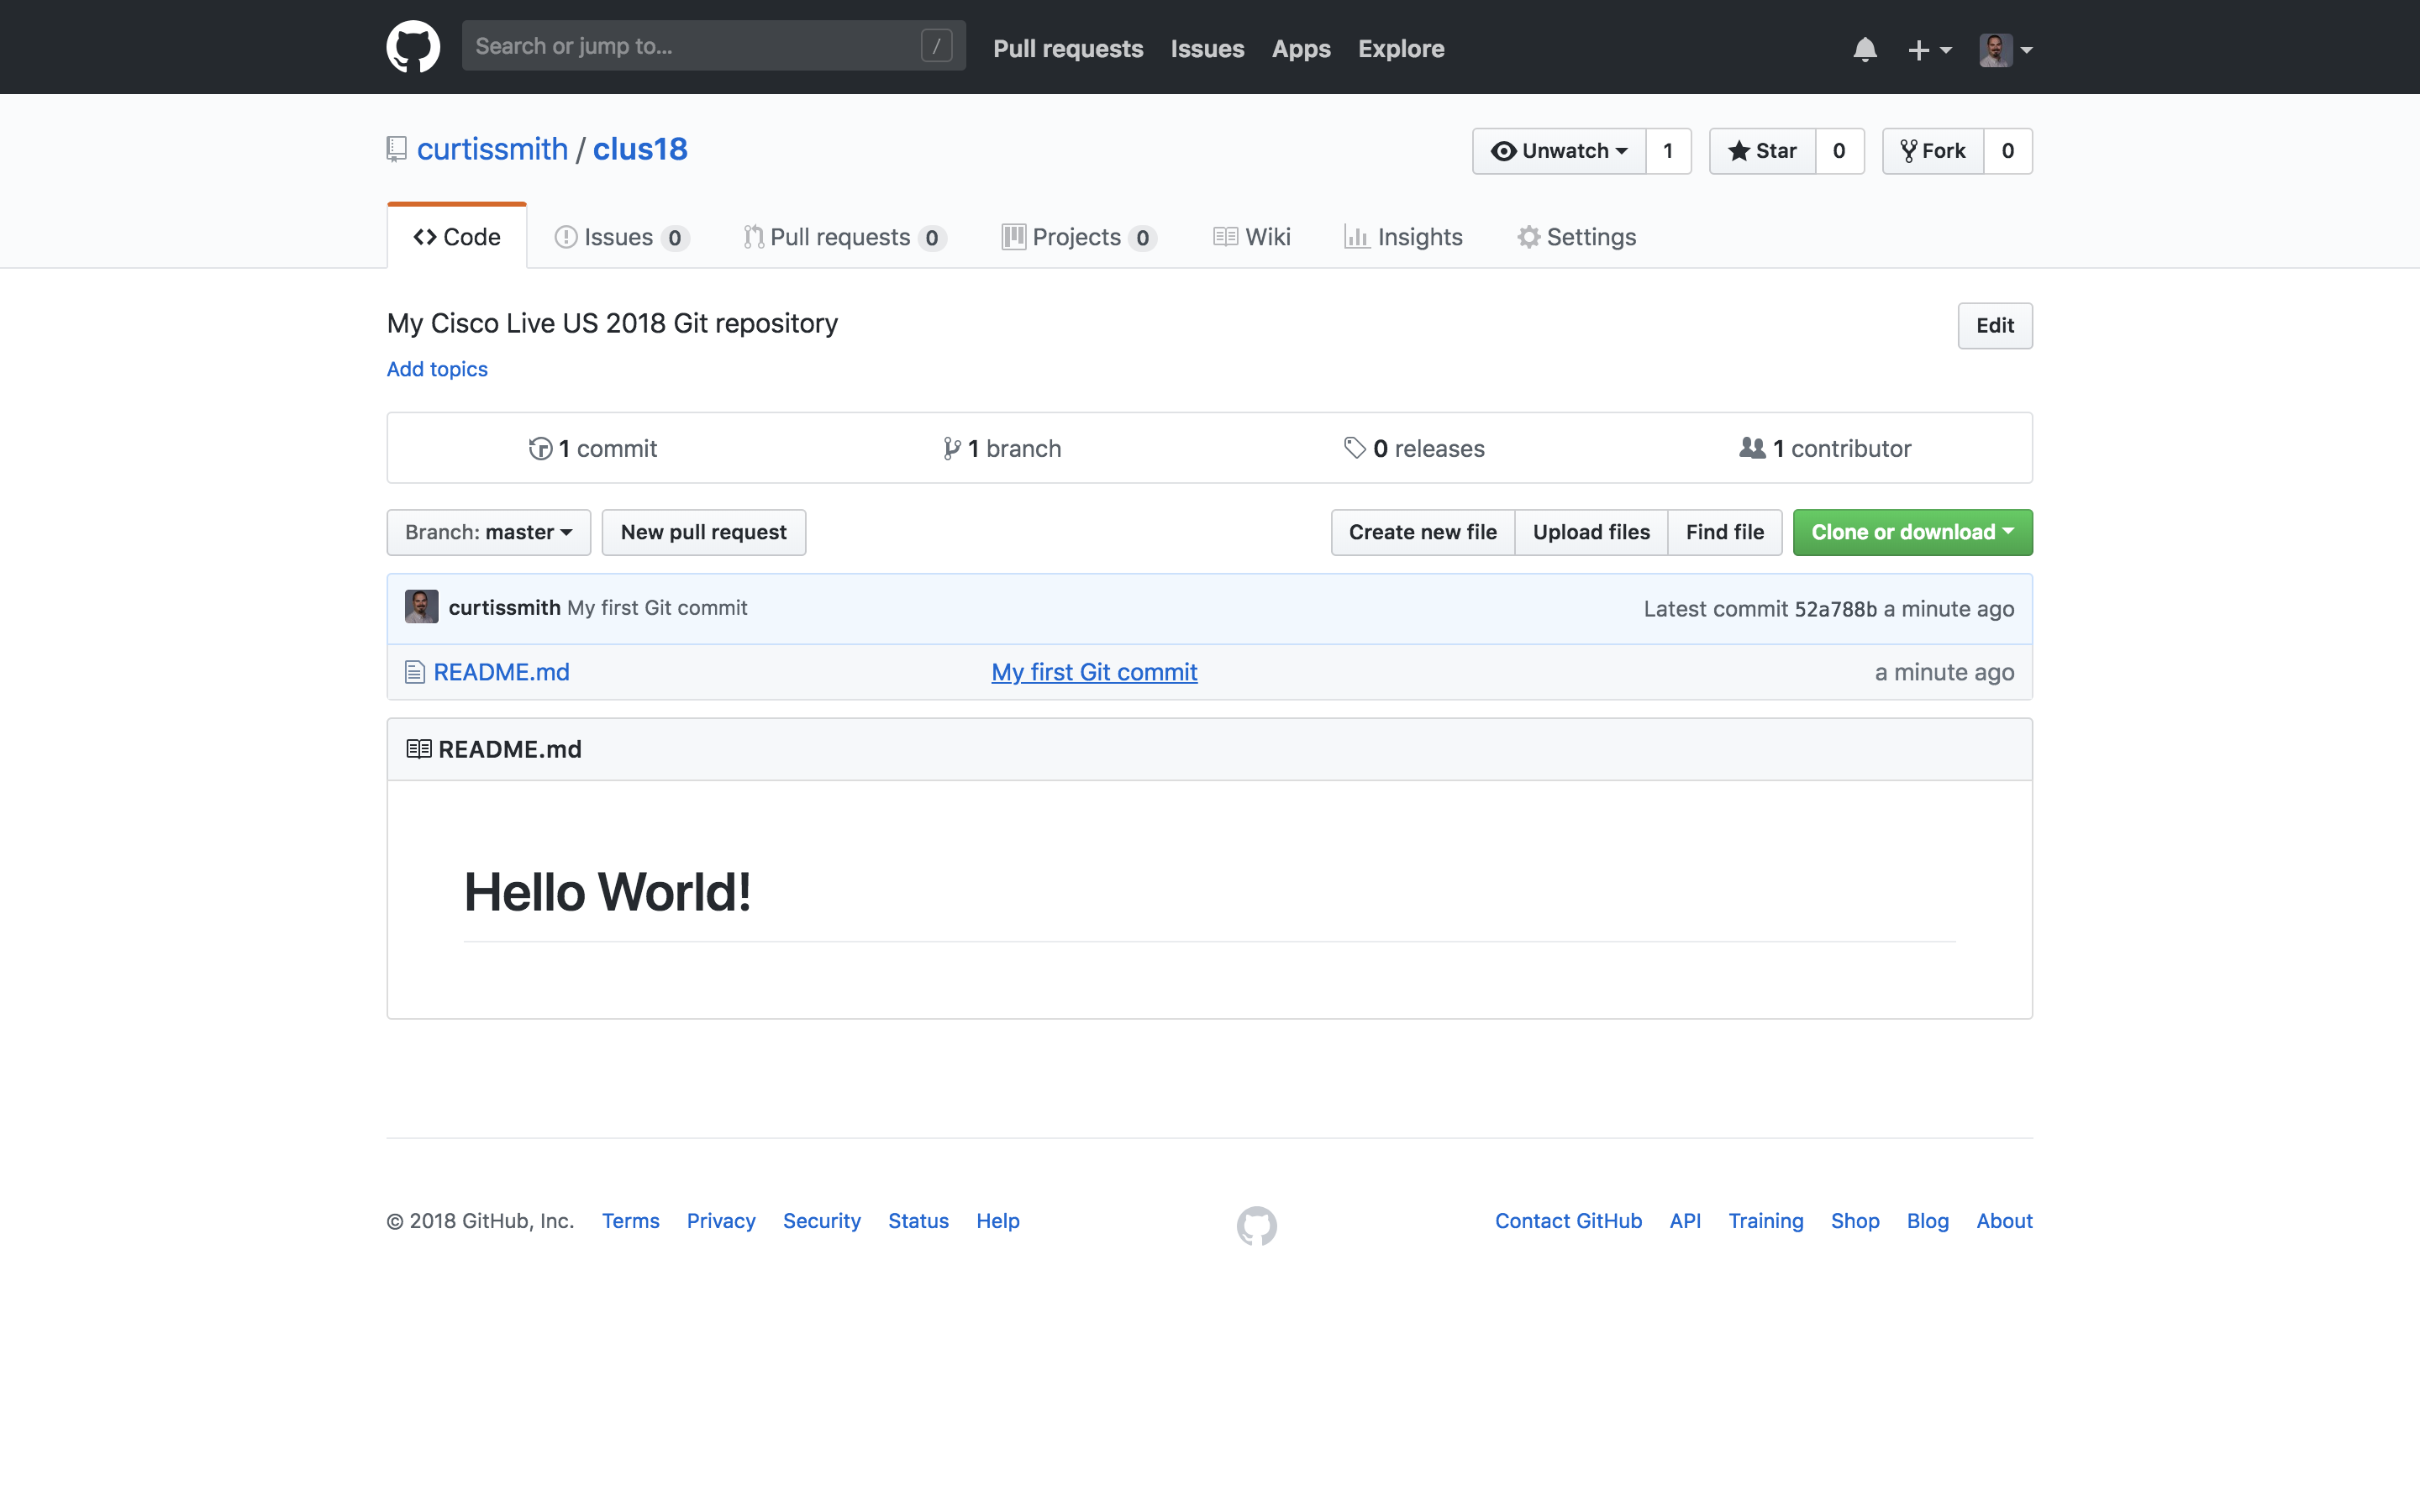 Search or jump to... /
Pull requests Issues Apps Explore
curtissmith / clus18
Unwatch 1 Star 0 Fork 0
Code Issues 0 Pull requests 0 Projects 0 Wiki Insights Settings
My Cisco Live US 2018 Git repository
Edit
Add topics
1 commit 1 branch 0 releases 1 contributor
Branch: master New pull request Create new file Upload files Find file Clone or download
curtissmith My first Git commit Latest commit 52a788b a minute ago
README.md My first Git commit a minute ago
README.md
Hello World!
© 2018 GitHub, Inc. Terms Privacy Security Status Help Contact GitHub API Training Shop Blog About